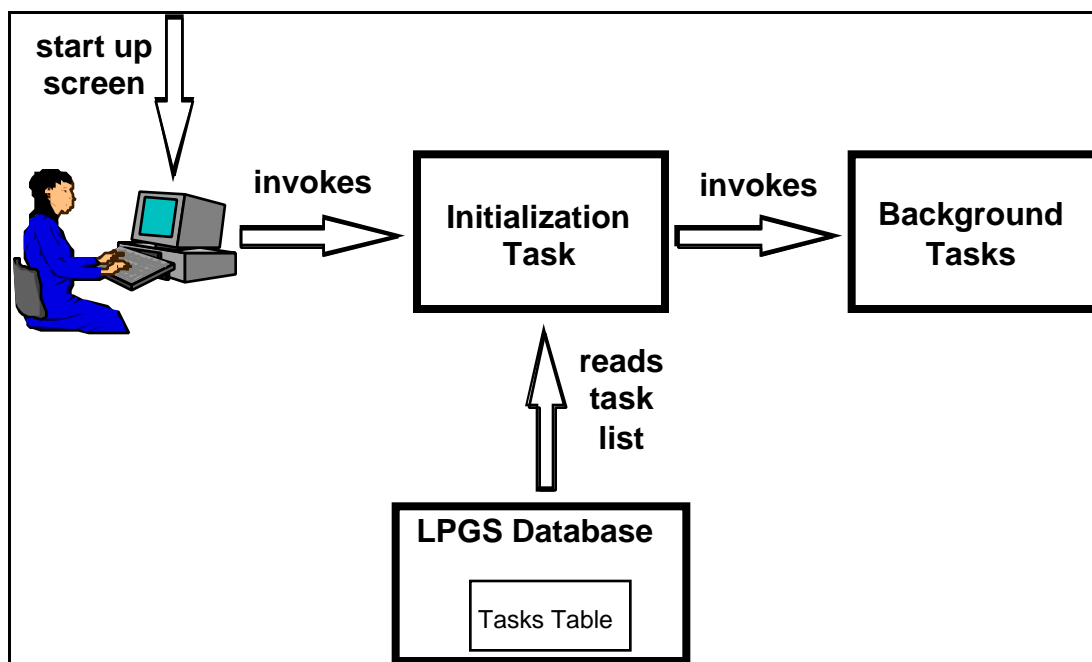 start up
screen
invokes
Initialization
Task
invokes
Background
Tasks
reads
task
list
LPGS Database
Tasks Table